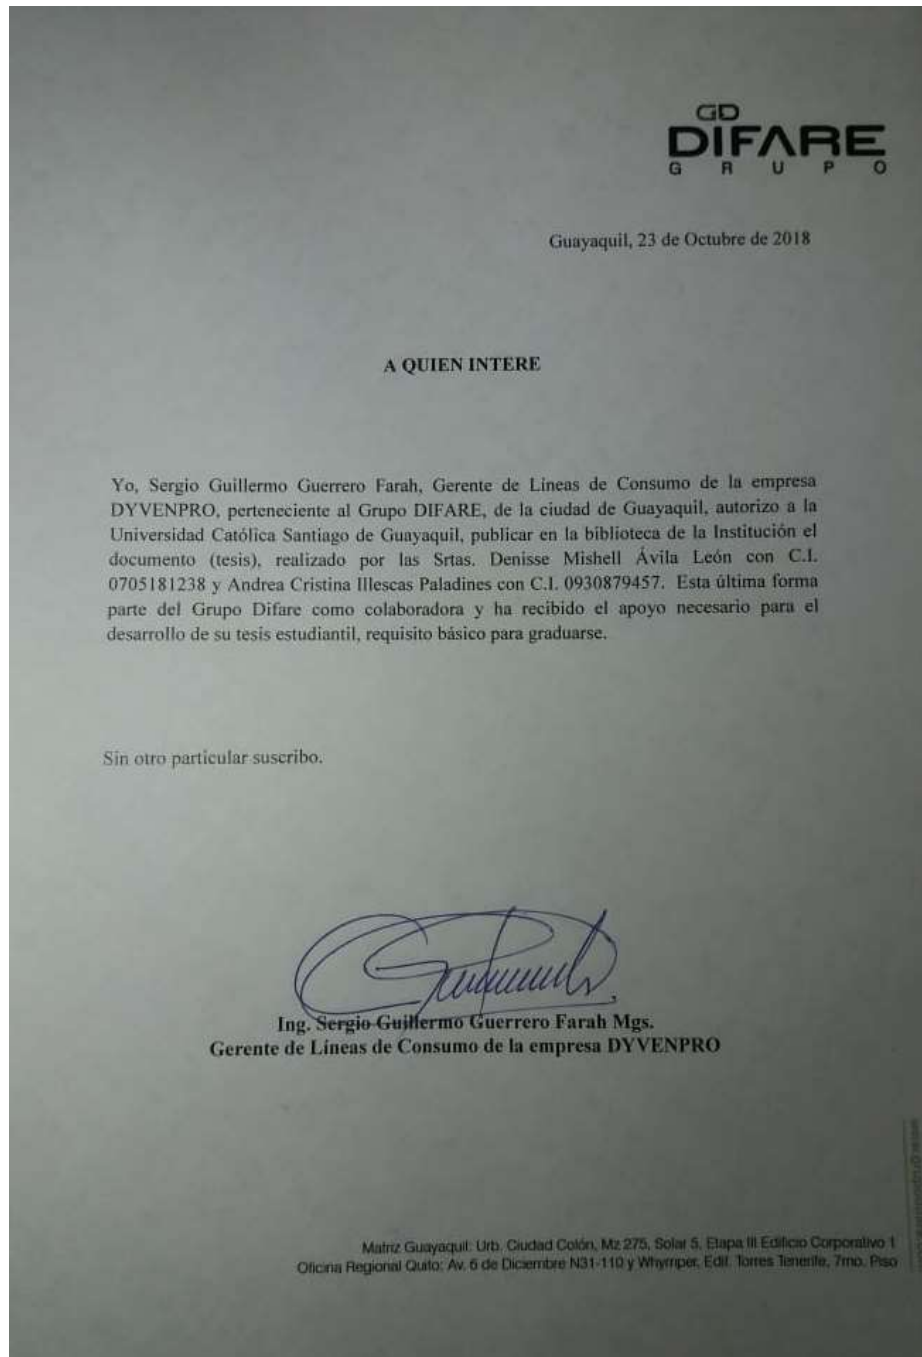 GD
DIFARE
GRUPO
Guayaquil, 23 de Octubre de 2018
A QUIEN INTERE
Yo, Sergio Guillermo Guerrero Farah, Gerente de Líneas de Consumo de la empresa
DYVENPRO, perteneciente al Grupo DIFARE, de la ciudad de Guayaquil, autorizo a la
Universidad Católica Santiago de Guayaquil, publicar en la biblioteca de la Institución el
documento (tesis), realizado por las Srtas. Denisse Mishell Ávila León con C.I.
0705181238 y Andrea Cristina Illescas Paladines con C.I. 0930879457. Esta última forma
parte del Grupo Difare como colaboradora y ha recibido el apoyo necesario para el
desarrollo de su tesis estudiantil, requisito básico para graduarse.
Sin otro particular suscribo.
Ing. Sergio Guillermo Guerrero Farah Mgs.
Gerente de Líneas de Consumo de la empresa DYVENPRO
Matriz Guayaquil: Urb. Ciudad Colón, Mz 275, Solar 5, Etapa III Edificio Corporativo 1
Oficina Regional Quito: Av. 6 de Diciembre N31-110 y Whymper, Edif. Torres Tenerife, 7mo. Piso